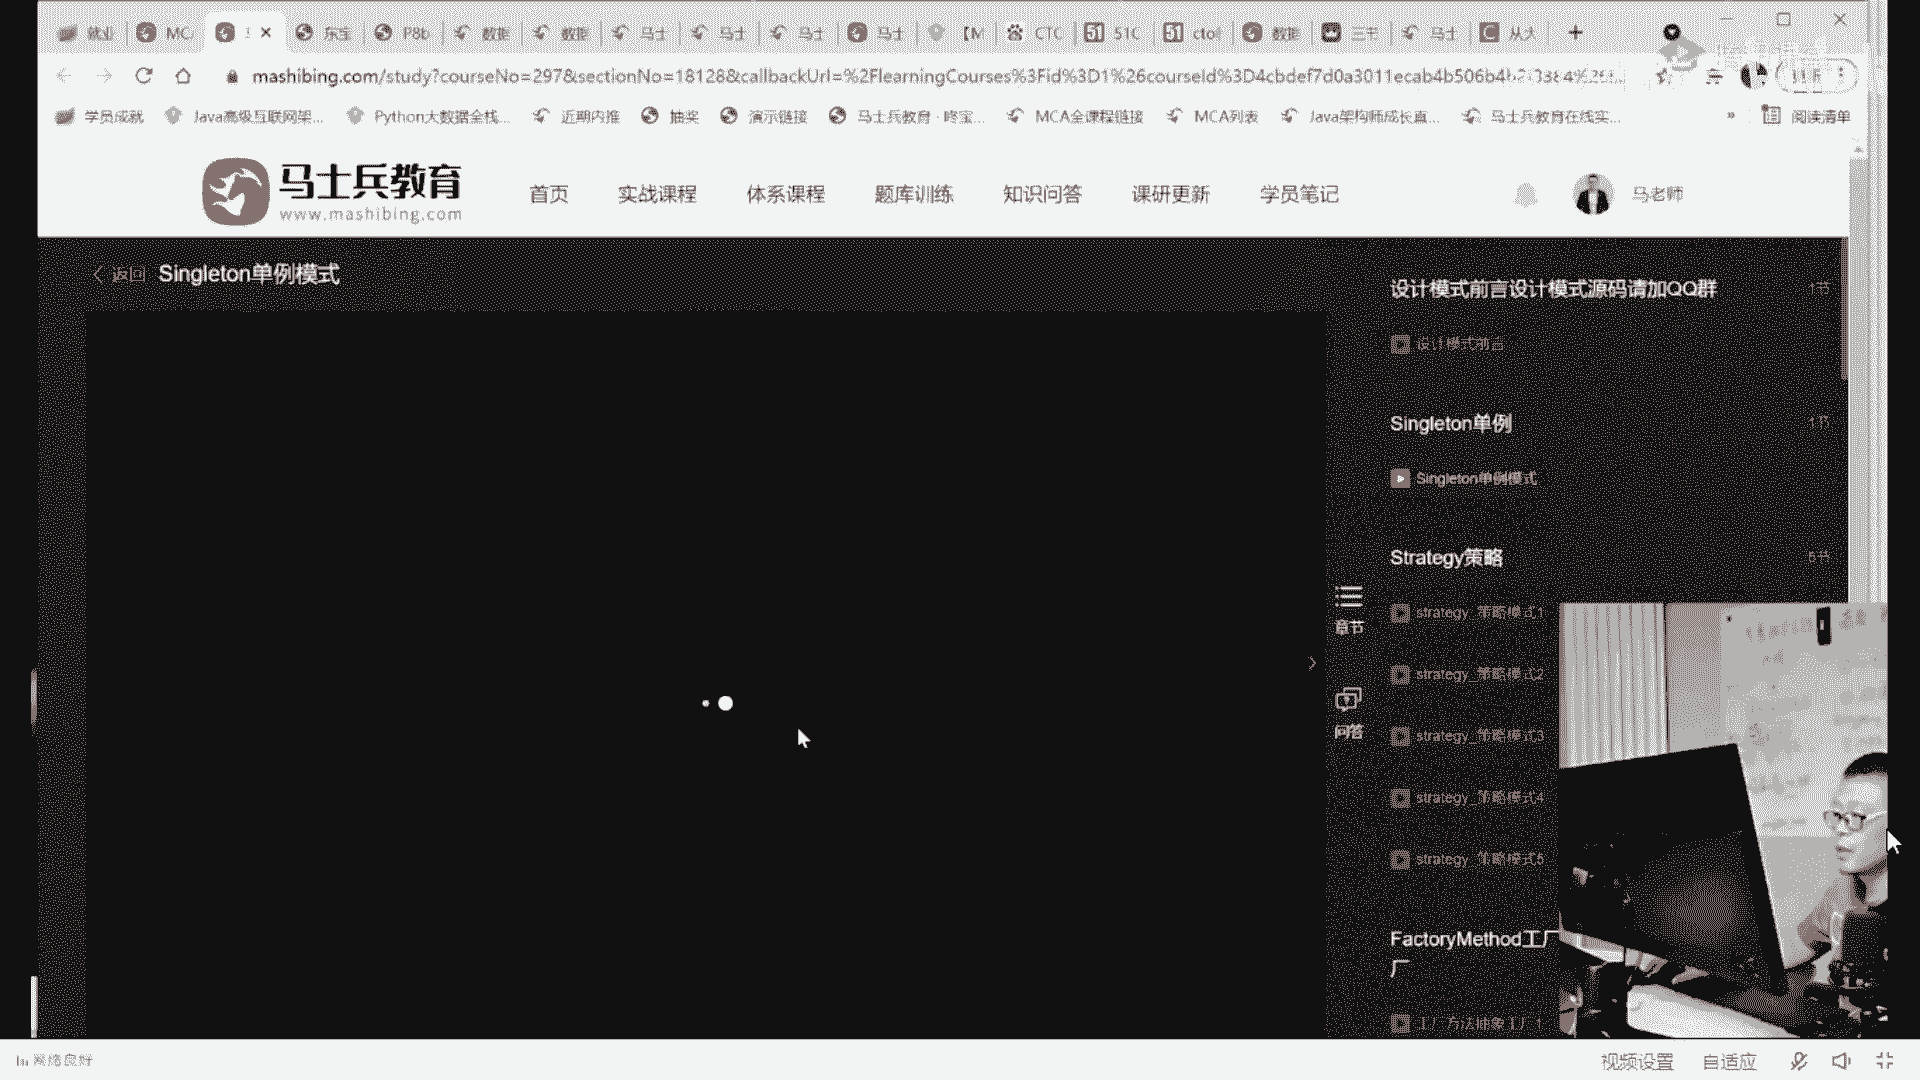 就业 MC 东宝 P8b 数据 数据 马士 马士 马士 马士 【M CTC 51C cto 数据 三丰 马士 从大
mashibing.com/study?courseNo=297&sectionNo=18128&callbackUrl=%2FlearningCourses%3Fid%3D1%26courseId%3D4cbdef7d0a3011ecab4b506b4b
学员成就 Java高级互联网架... Python大数据全栈... 近期内推 抽奖 演示链接 马士兵教育 · 咚宝... MCA全课程链接 MCA列表 Java架构师成长直... 马士兵教育在线实... » 阅读清单
马士兵教育
www.mashibing.com
首页 实战课程 体系课程 题库训练 知识问答 课研更新 学员笔记 马老师
返回 Singleton单例模式
设计模式前言设计模式源码请加QQ群 1节
设计模式前言
Singleton单例 1节
Singleton单例模式
Strategy策略
章节
strategy_策略模式1
strategy_策略模式2
问答
strategy_策略模式3
strategy_策略模式4
strategy_策略模式5
FactoryMethod工厂
厂
工厂方法抽象工厂1
网络良好 视频设置 自适应